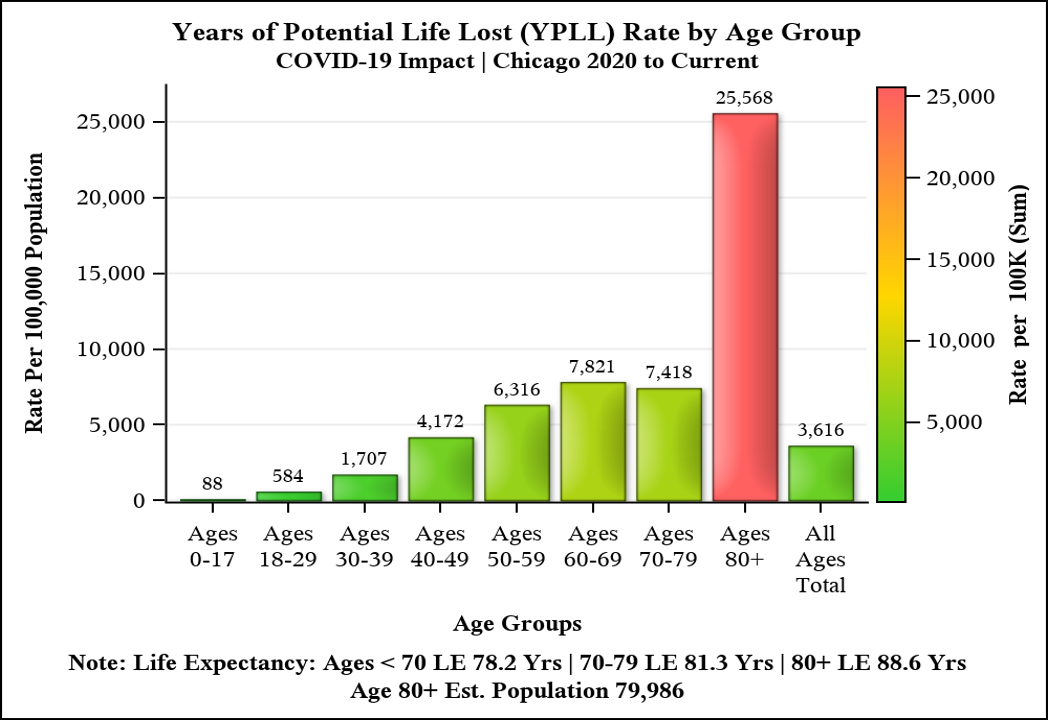 Years of Potential Life Lost (YPLL) Rate by Age Group
COVID-19 Impact | Chicago 2020 to Current
Rate Per 100,000 Population
25,000
20,000
15,000
10,000
5,000
0
88
584
1,707
4,172
6,316
7,821
7,418
25,568
3,616
Ages
0-17
Ages
18-29
Ages
30-39
Ages
40-49
Ages
50-59
Ages
60-69
Ages
70-79
Ages
80+
All
Ages
Total
25,000
20,000
15,000
10,000
5,000
Rate per 100K (Sum)
Age Groups
Note: Life Expectancy: Ages < 70 LE 78.2 Yrs | 70-79 LE 81.3 Yrs | 80+ LE 88.6 Yrs
Age 80+ Est. Population 79,986